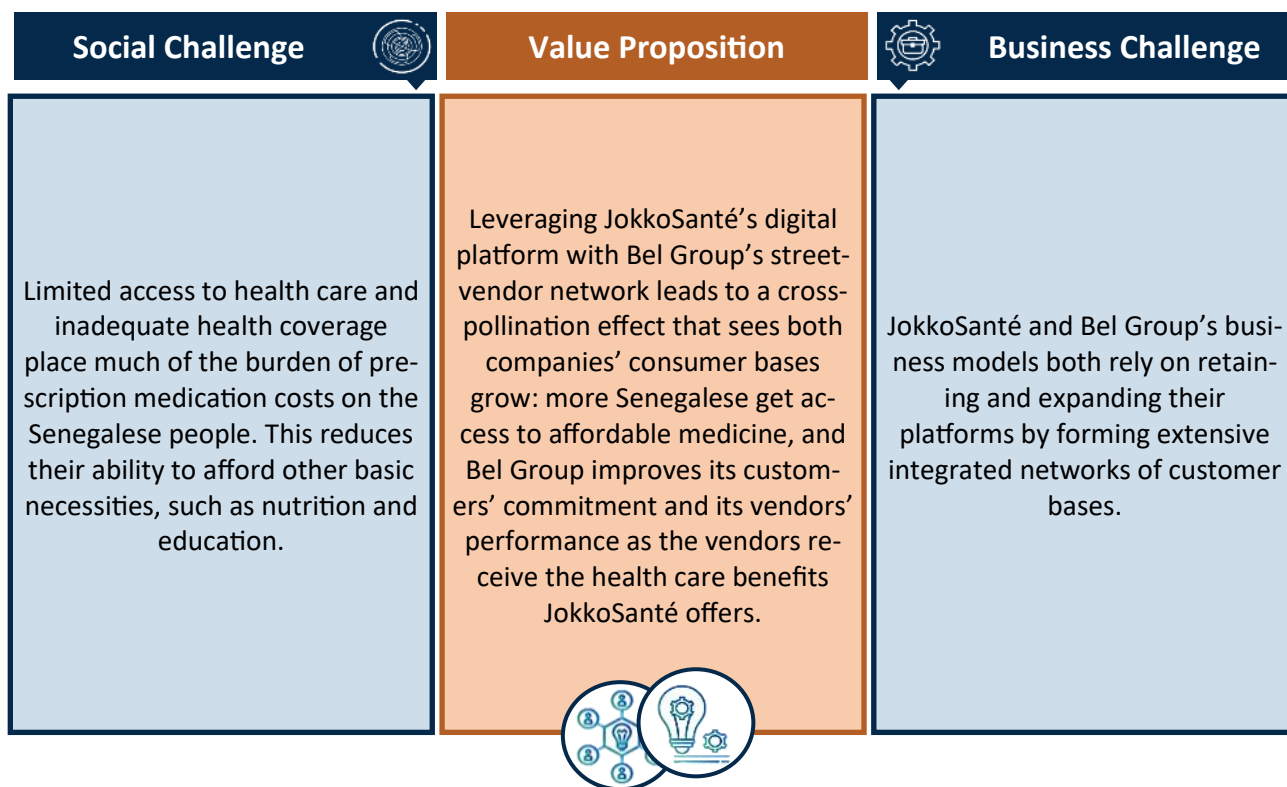 Social Challenge
Limited access to health care and
inadequate health coverage
place much of the burden of pre-
scription medication costs on the
Senegalese people. This reduces
their ability to afford other basic
necessities, such as nutrition and
education.
Value Proposition
Leveraging JokkoSanté’s digital
platform with Bel Group’s street-
vendor network leads to a cross-
pollination effect that sees both
companies’ consumer bases
grow: more Senegalese get ac-
cess to affordable medicine, and
Bel Group improves its custom-
ers’ commitment and its vendors’
performance as the vendors re-
ceive the health care benefits
JokkoSanté offers.
Business Challenge
JokkoSanté and Bel Group’s busi-
ness models both rely on retain-
ing and expanding their
platforms by forming extensive
integrated networks of customer
bases.